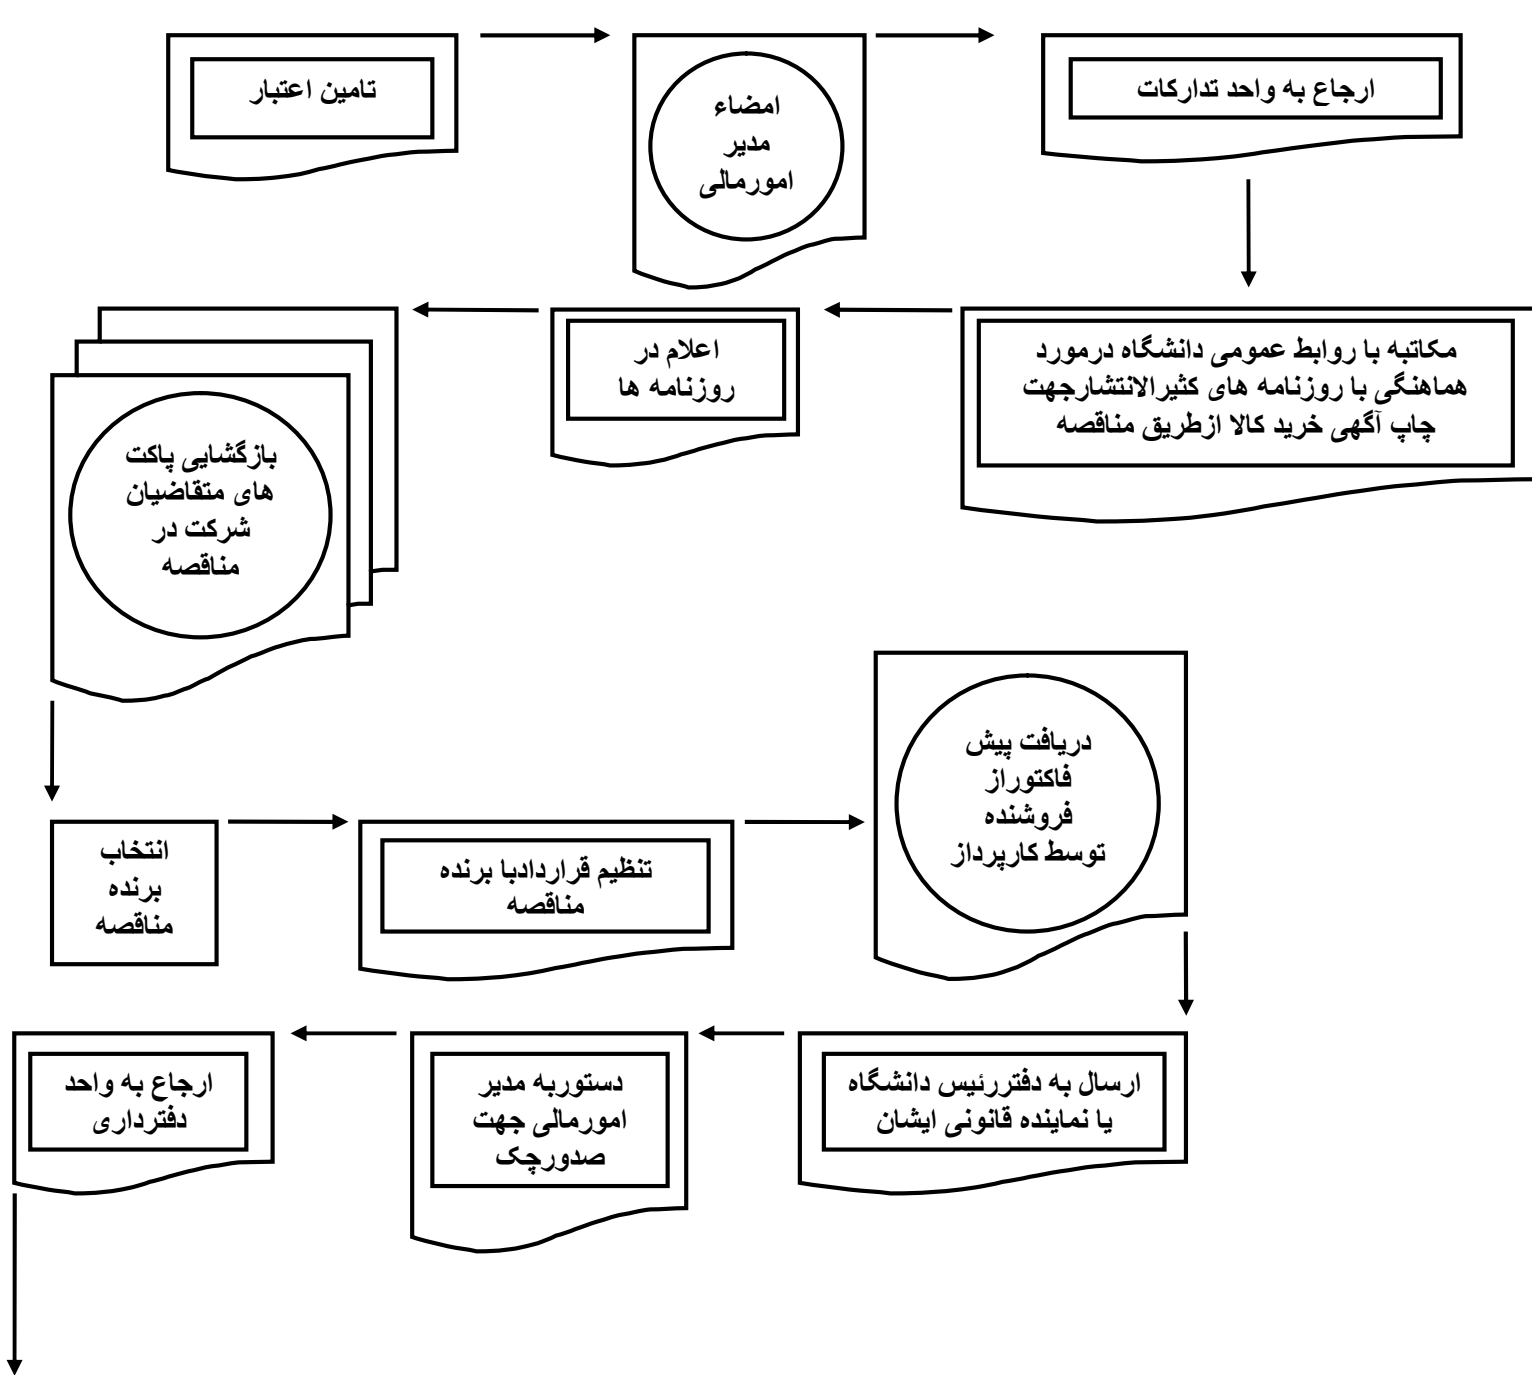 تامین اعتبار
امضاء
مدیر
امورمالی
ارجاع به واحد تدارکات
مکاتبه با روابط عمومی دانشگاه درمورد
هماهنگی با روزنامه های کثیرالانتشارجهت
چاپ آگهی خرید کالا ازطریق مناقصه
اعلام در
روزنامه ها
بازگشایی پاکت
های متقاضیان
شرکت در
مناقصه
انتخاب
برنده
مناقصه
تنظیم قراردادبا برنده
مناقصه
دریافت پیش
فاکتوراز
فروشنده
توسط کارپرداز
ارسال به دفتررئیس دانشگاه
یا نماینده قانونی ایشان
دستوربه مدیر
امورمالی جهت
صدورچک
ارجاع به واحد
دفترداری